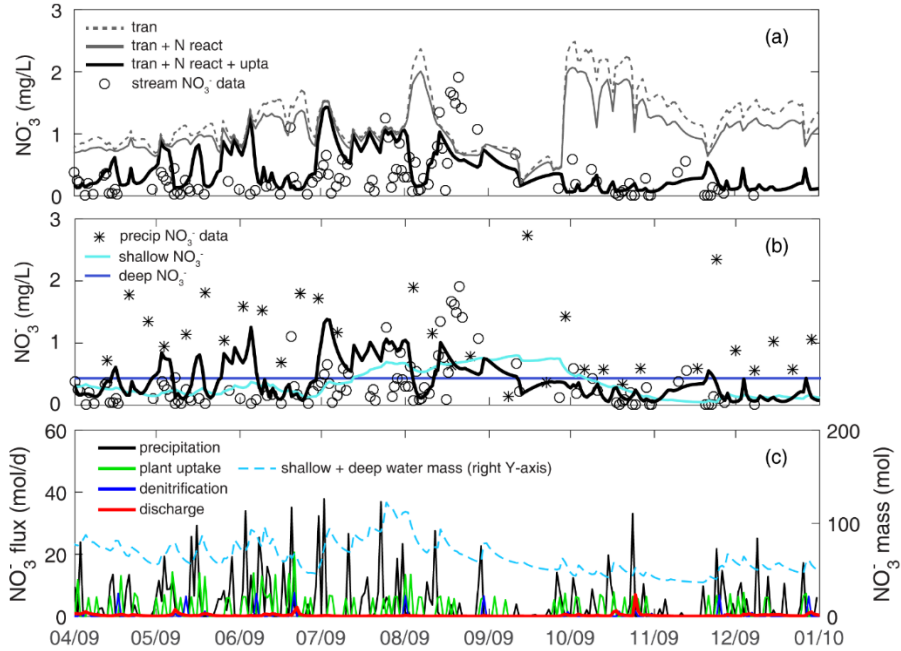 3
2
1
0
NO₃⁻ (mg/L)
(a)
tran
tran + N react
tran + N react + upta
stream NO₃⁻ data
3
2
1
0
NO₃⁻ (mg/L)
(b)
precip NO₃⁻ data
shallow NO₃⁻
deep NO₃⁻
60
40
20
0
NO₃⁻ flux (mol/d)
(c)
precipitation
plant uptake
denitrification
discharge
shallow + deep water mass (right Y-axis)
200
100
0
NO₃⁻ mass (mol)
04/09 05/09 06/09 07/09 08/09 09/09 10/09 11/09 12/09 01/10